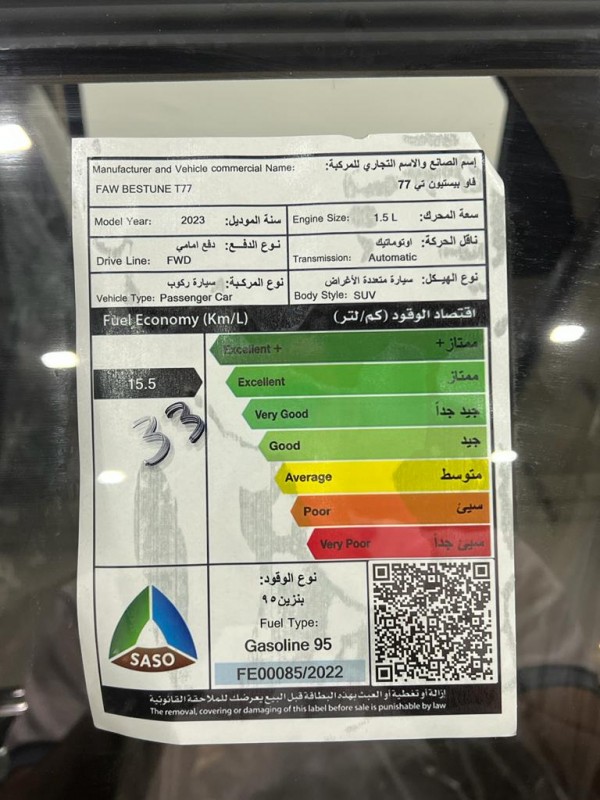 Manufacturer and Vehicle commercial Name: إسم الصانع والاسم التجاري للمركبة:
FAW BESTUNE T77 فاو بيستيون تي 77
Model Year: 2023 سنة الموديل: Engine Size: 1.5 L سعة المحرك:
نوع الدفع: دفع امامي ناقل الحركة: اوتوماتيك
Drive Line: FWD Transmission: Automatic
نوع المركبة: سيارة ركوب نوع الهيكل: سيارة متعددة الأغراض
Vehicle Type: Passenger Car Body Style: SUV
Fuel Economy (Km/L) اقتصاد الوقود (كم/لتر)
Excellent + ممتاز +
15.5 Excellent ممتاز
33 Very Good جيد جداً
Good جيد
Average متوسط
Poor سيئ
Very Poor سيئ جداً
نوع الوقود:
بنزين ٩٥
Fuel Type:
Gasoline 95
SASO FE00085/2022
إزالة أو تغطية أو العبث بهذه البطاقة قبل البيع يعرضك للملاحقة القانونية
The removal, covering or damaging of this label before sale is punishable by law